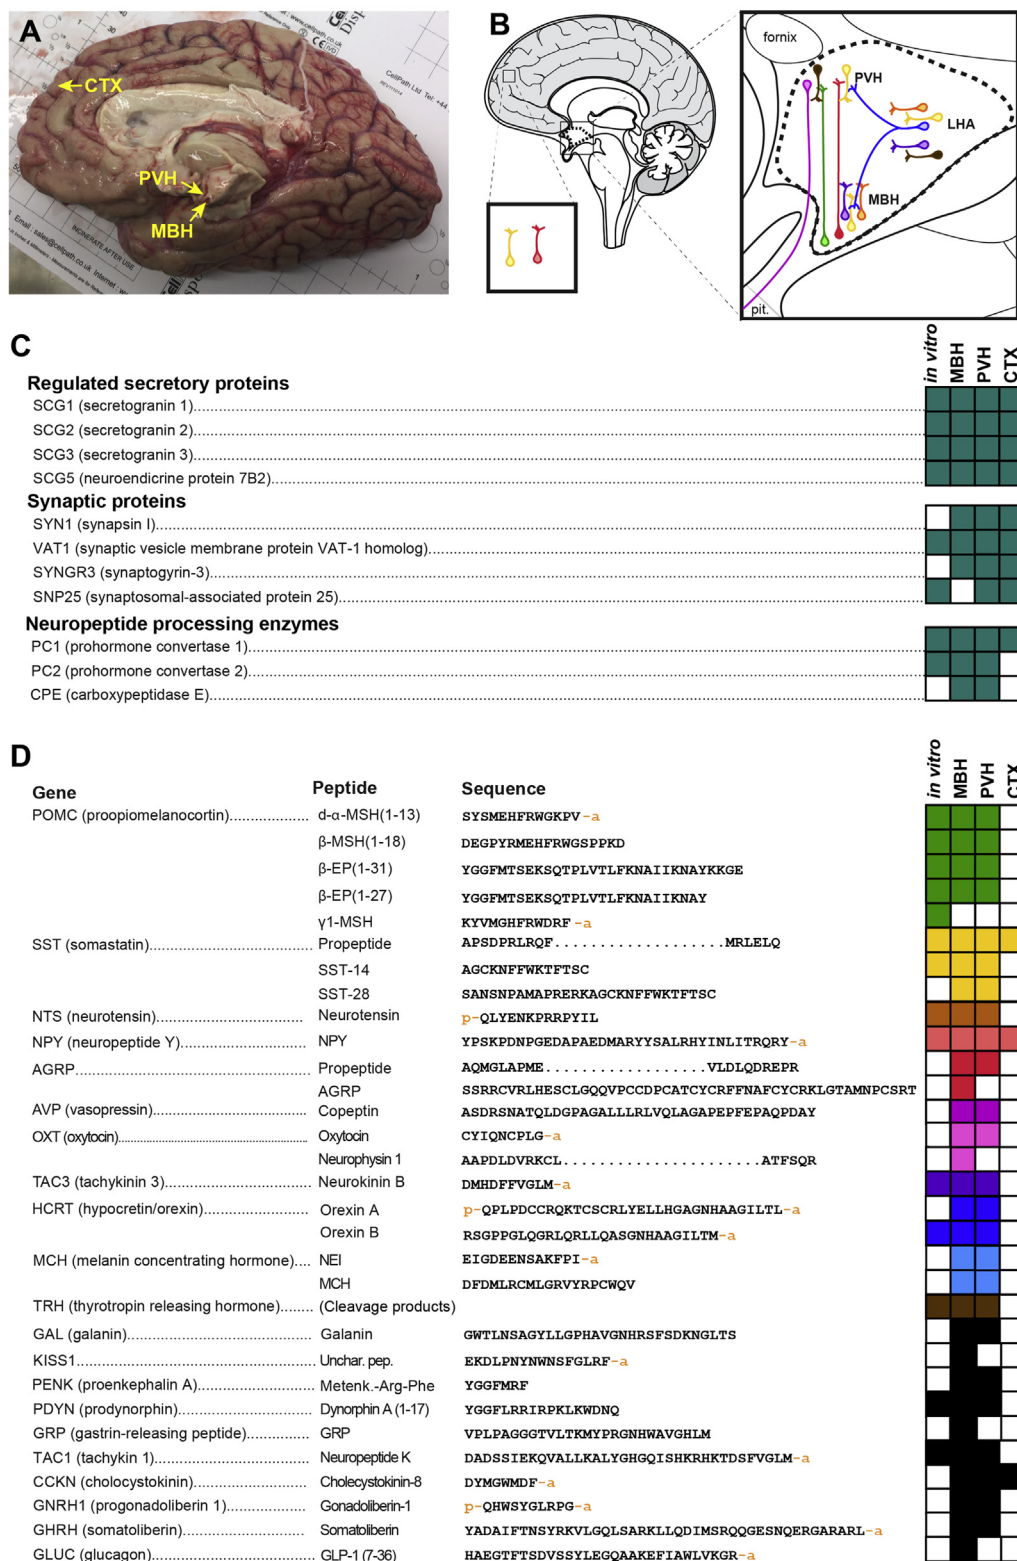 A
CTX
PVH
MBH
INCINERATE AFTER USE
CellPath Ltd
B
fornix
PVH
LHA
MBH
pit.
C
in vitro
MBH
PVH
CTX
Regulated secretory proteins
SCG1 (secretogranin 1)
SCG2 (secretogranin 2)
SCG3 (secretogranin 3)
SCG5 (neuroendicrine protein 7B2)
Synaptic proteins
SYN1 (synapsin I)
VAT1 (synaptic vesicle membrane protein VAT-1 homolog)
SYNGR3 (synaptogyrin-3)
SNP25 (synaptosomal-associated protein 25)
Neuropeptide processing enzymes
PC1 (prohormone convertase 1)
PC2 (prohormone convertase 2)
CPE (carboxypeptidase E)
D
in vitro
MBH
PVH
CTX
Gene Peptide Sequence
POMC (proopiomelanocortin) d-α-MSH(1-13) SYSMEHFRWGKPV-a
β-MSH(1-18) DEGPYRMEHFRWGSPPKD
β-EP(1-31) YGGFMTSEKSQTPLVTLFKNAIIKNAYKKGE
β-EP(1-27) YGGFMTSEKSQTPLVTLFKNAIIKNAY
γ1-MSH KYVMGHFRWDRF-a
SST (somastatin) Propeptide APSDPRLRQF....................MRLELQ
SST-14 AGCKNFFWKTFTSC
SST-28 SANSNPAMAPRERKAGCKNFFWKTFTSC
NTS (neurotensin) Neurotensin p-QLYENKPRRPYIL
NPY (neuropeptide Y) NPY YPSKPDNPGEDAPAEDMARYYSALRHYINLITRQRY-a
AGRP Propeptide AQMGLAPME...................VLDLQDREPR
AGRP SSRRCVRLHESCLGQQVPCCDPCATCYCRFFNAFCYCRKLGTAMNPCSRT
AVP (vasopressin) Copeptin ASDRSNATQLDGPAGALLLRLVQLAGAPEPFEPAQPDAY
OXT (oxytocin) Oxytocin CYIQNCPLG-a
Neurophysin 1 AAPDLDVRKCL.......................ATFSQR
TAC3 (tachykinin 3) Neurokinin B DMHDFFVGLM-a
HCRT (hypocretin/orexin) Orexin A p-QPLPDCCRQKTCSCRLYELLHGAGNHAAGILTL-a
Orexin B RSGPPGLQGRLQRLLQASGNHAAGILTM-a
MCH (melanin concentrating hormone) NEI EIGDEENSAKFPI-a
MCH DFDMLRCMLGRVYRPCWQV
TRH (thyrotropin releasing hormone) (Cleavage products)
GAL (galanin) Galanin GWTLNSAGYLLGPHAVGNHRSFSDKNGLTS
KISS1 Unchar. pep. EKDLPNYNWNSFGLRF-a
PENK (proenkephalin A) Metenk.-Arg-Phe YGGFMRF
PDYN (prodynorphin) Dynorphin A (1-17) YGGFLRRIRPKLKWDNQ
GRP (gastrin-releasing peptide) GRP VPLPAGGGTVLTKMYPRGNHWAVGHLM
TAC1 (tachykin 1) Neuropeptide K DADSSIEKQVALLKALYGHGQISHKRHKTDSFVGLM-a
CCKN (cholocystokinin) Cholecystokinin-8 DYMGWMDF-a
GNRH1 (progonadoliberin 1) Gonadoliberin-1 p-QHWSYGLRPG-a
GHRH (somatoliberin) Somatoliberin YADAIFTNSYRKVLGQLSARKLLQDIMSRQQGESNQERGARARL-a
GLUC (glucagon) GLP-1 (7-36) HAEGTFTSDVSSYLEGQAAKEFIAWLVKGR-a